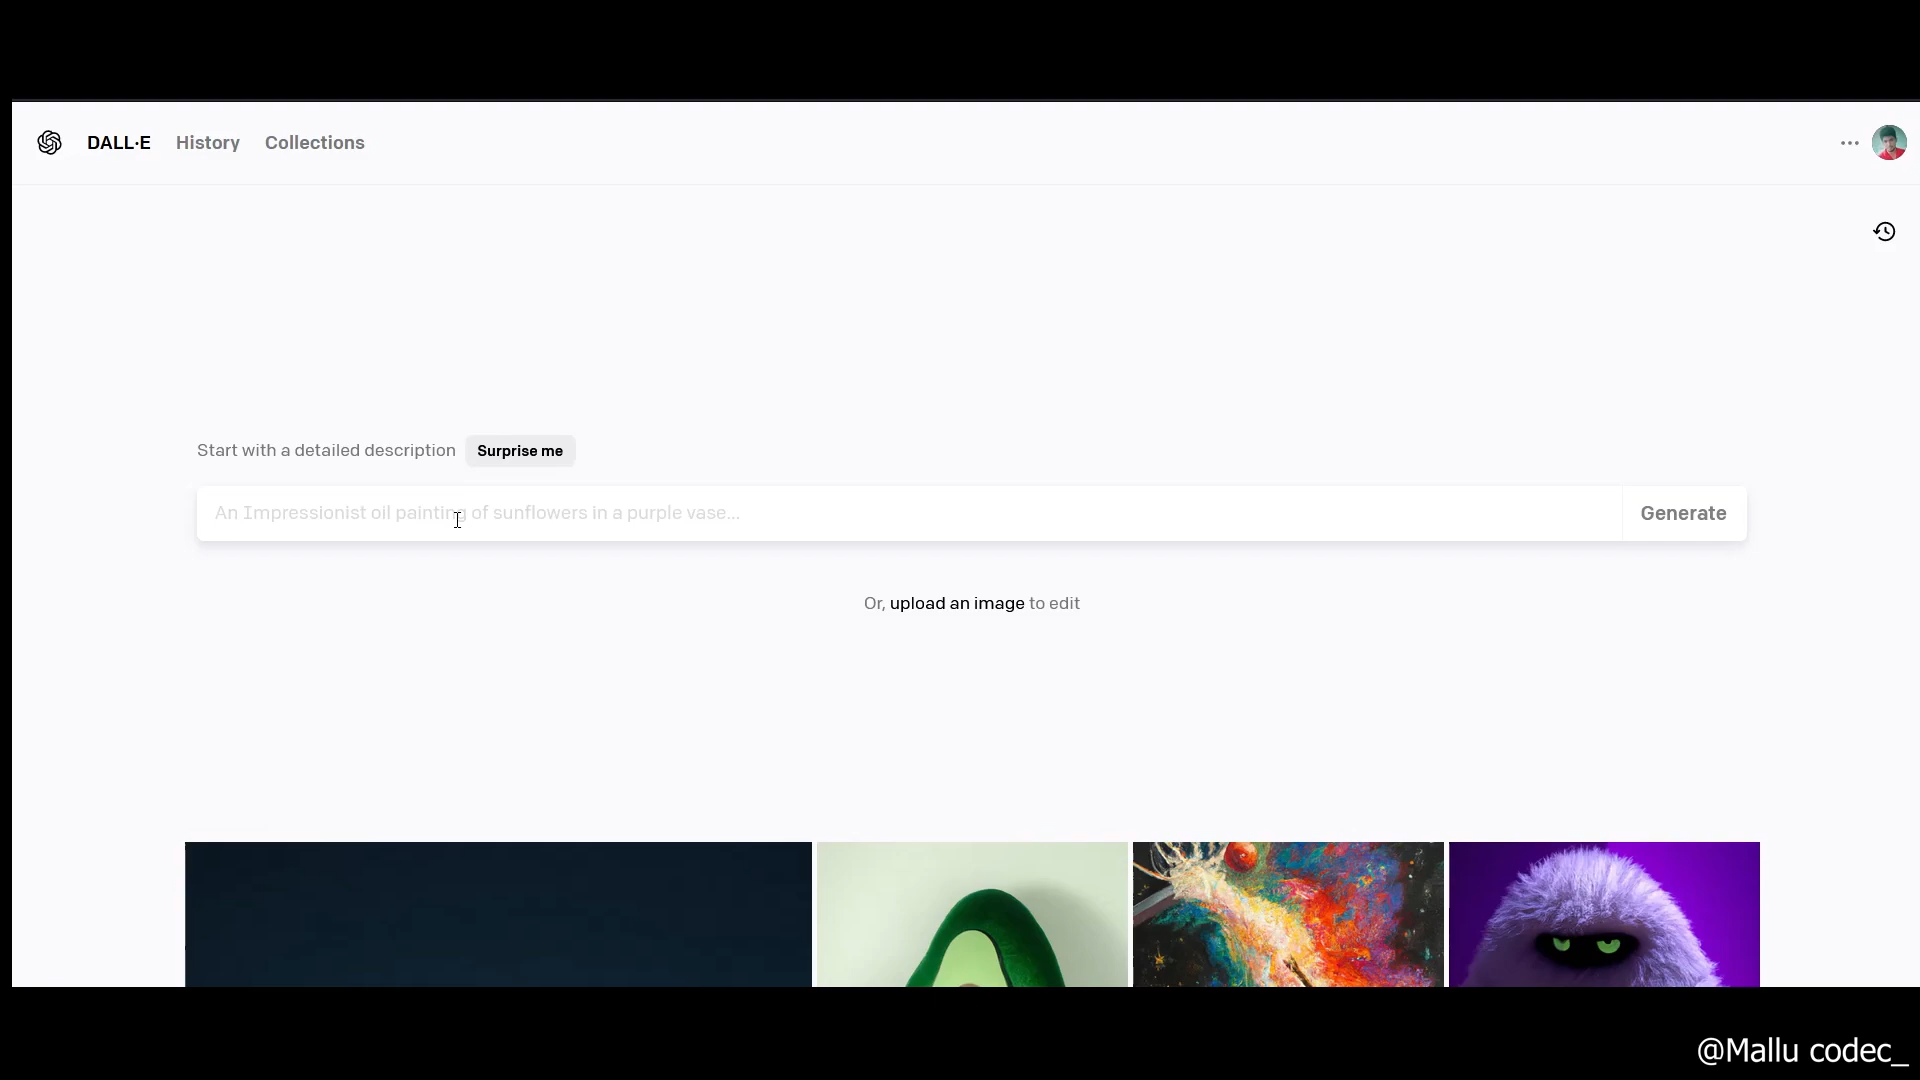 DALL·E History Collections
Start with a detailed description Surprise me
An Impressionist oil painting of sunflowers in a purple vase... Generate
Or, upload an image to edit
@Mallu codec_